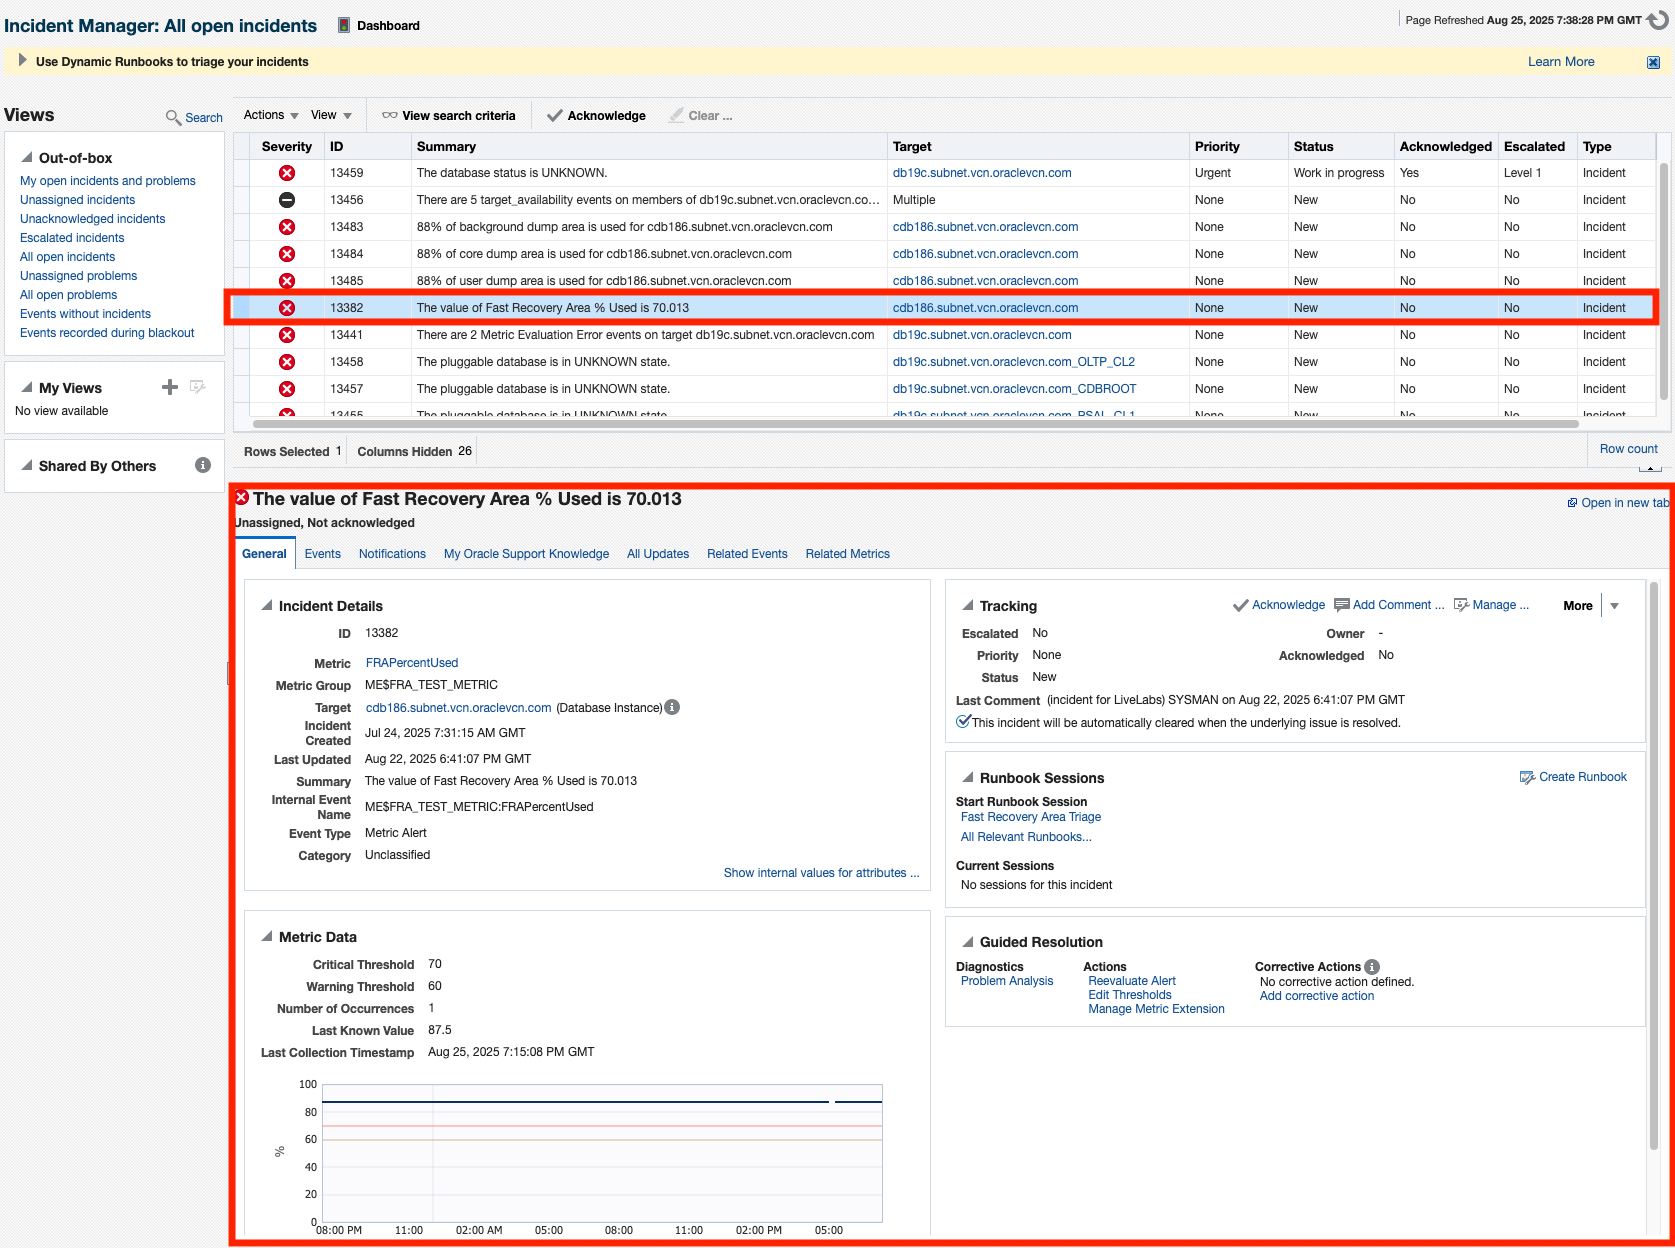 Incident Manager: All open incidents Dashboard
Page Refreshed Aug 25, 2025 7:38:28 PM GMT
Use Dynamic Runbooks to triage your incidents Learn More
Views Search
Out-of-box
My open incidents and problems
Unassigned incidents
Unacknowledged incidents
Escalated incidents
All open incidents
Unassigned problems
All open problems
Events without incidents
Events recorded during blackout
My Views
No view available
Shared By Others
Actions View View search criteria Acknowledge Clear ...
Severity ID Summary Target Priority Status Acknowledged Escalated Type
13459 The database status is UNKNOWN. db19c.subnet.vcn.oraclevcn.com Urgent Work in progress Yes Level 1 Incident
13456 There are 5 target_availability events on members of db19c.subnet.vcn.oraclevcn.co... Multiple None New No No Incident
13483 88% of background dump area is used for cdb186.subnet.vcn.oraclevcn.com cdb186.subnet.vcn.oraclevcn.com None New No No Incident
13484 88% of core dump area is used for cdb186.subnet.vcn.oraclevcn.com cdb186.subnet.vcn.oraclevcn.com None New No No Incident
13485 88% of user dump area is used for cdb186.subnet.vcn.oraclevcn.com cdb186.subnet.vcn.oraclevcn.com None New No No Incident
13382 The value of Fast Recovery Area % Used is 70.013 cdb186.subnet.vcn.oraclevcn.com None New No No Incident
13441 There are 2 Metric Evaluation Error events on target db19c.subnet.vcn.oraclevcn.com db19c.subnet.vcn.oraclevcn.com None New No No Incident
13458 The pluggable database is in UNKNOWN state. db19c.subnet.vcn.oraclevcn.com_OLTP_CL2 None New No No Incident
13457 The pluggable database is in UNKNOWN state. db19c.subnet.vcn.oraclevcn.com_CDBROOT None New No No Incident
13455 The pluggable database is in UNKNOWN state. db19c.subnet.vcn.oraclevcn.com_PSAL_CL1 None New No No Incident
Rows Selected 1 Columns Hidden 26 Row count
The value of Fast Recovery Area % Used is 70.013
Open in new tab
Unassigned, Not acknowledged
General Events Notifications My Oracle Support Knowledge All Updates Related Events Related Metrics
Incident Details
ID 13382
Metric FRAPercentUsed
Metric Group ME$FRA_TEST_METRIC
Target cdb186.subnet.vcn.oraclevcn.com (Database Instance)
Incident
Created Jul 24, 2025 7:31:15 AM GMT
Last Updated Aug 22, 2025 6:41:07 PM GMT
Summary The value of Fast Recovery Area % Used is 70.013
Internal Event
Name ME$FRA_TEST_METRIC:FRAPercentUsed
Event Type Metric Alert
Category Unclassified
Show internal values for attributes ...
Metric Data
Critical Threshold 70
Warning Threshold 60
Number of Occurrences 1
Last Known Value 87.5
Last Collection Timestamp Aug 25, 2025 7:15:08 PM GMT
100
80
60
%
40
20
0
08:00 PM 11:00 02:00 AM 05:00 08:00 11:00 02:00 PM 05:00
Tracking Acknowledge Add Comment ... Manage ... More
Escalated No Owner -
Priority None Acknowledged No
Status New
Last Comment (incident for LiveLabs) SYSMAN on Aug 22, 2025 6:41:07 PM GMT
This incident will be automatically cleared when the underlying issue is resolved.
Runbook Sessions Create Runbook
Start Runbook Session
Fast Recovery Area Triage
All Relevant Runbooks...
Current Sessions
No sessions for this incident
Guided Resolution
Diagnostics Actions Corrective Actions
Problem Analysis Reevaluate Alert No corrective action defined.
Edit Thresholds Add corrective action
Manage Metric Extension